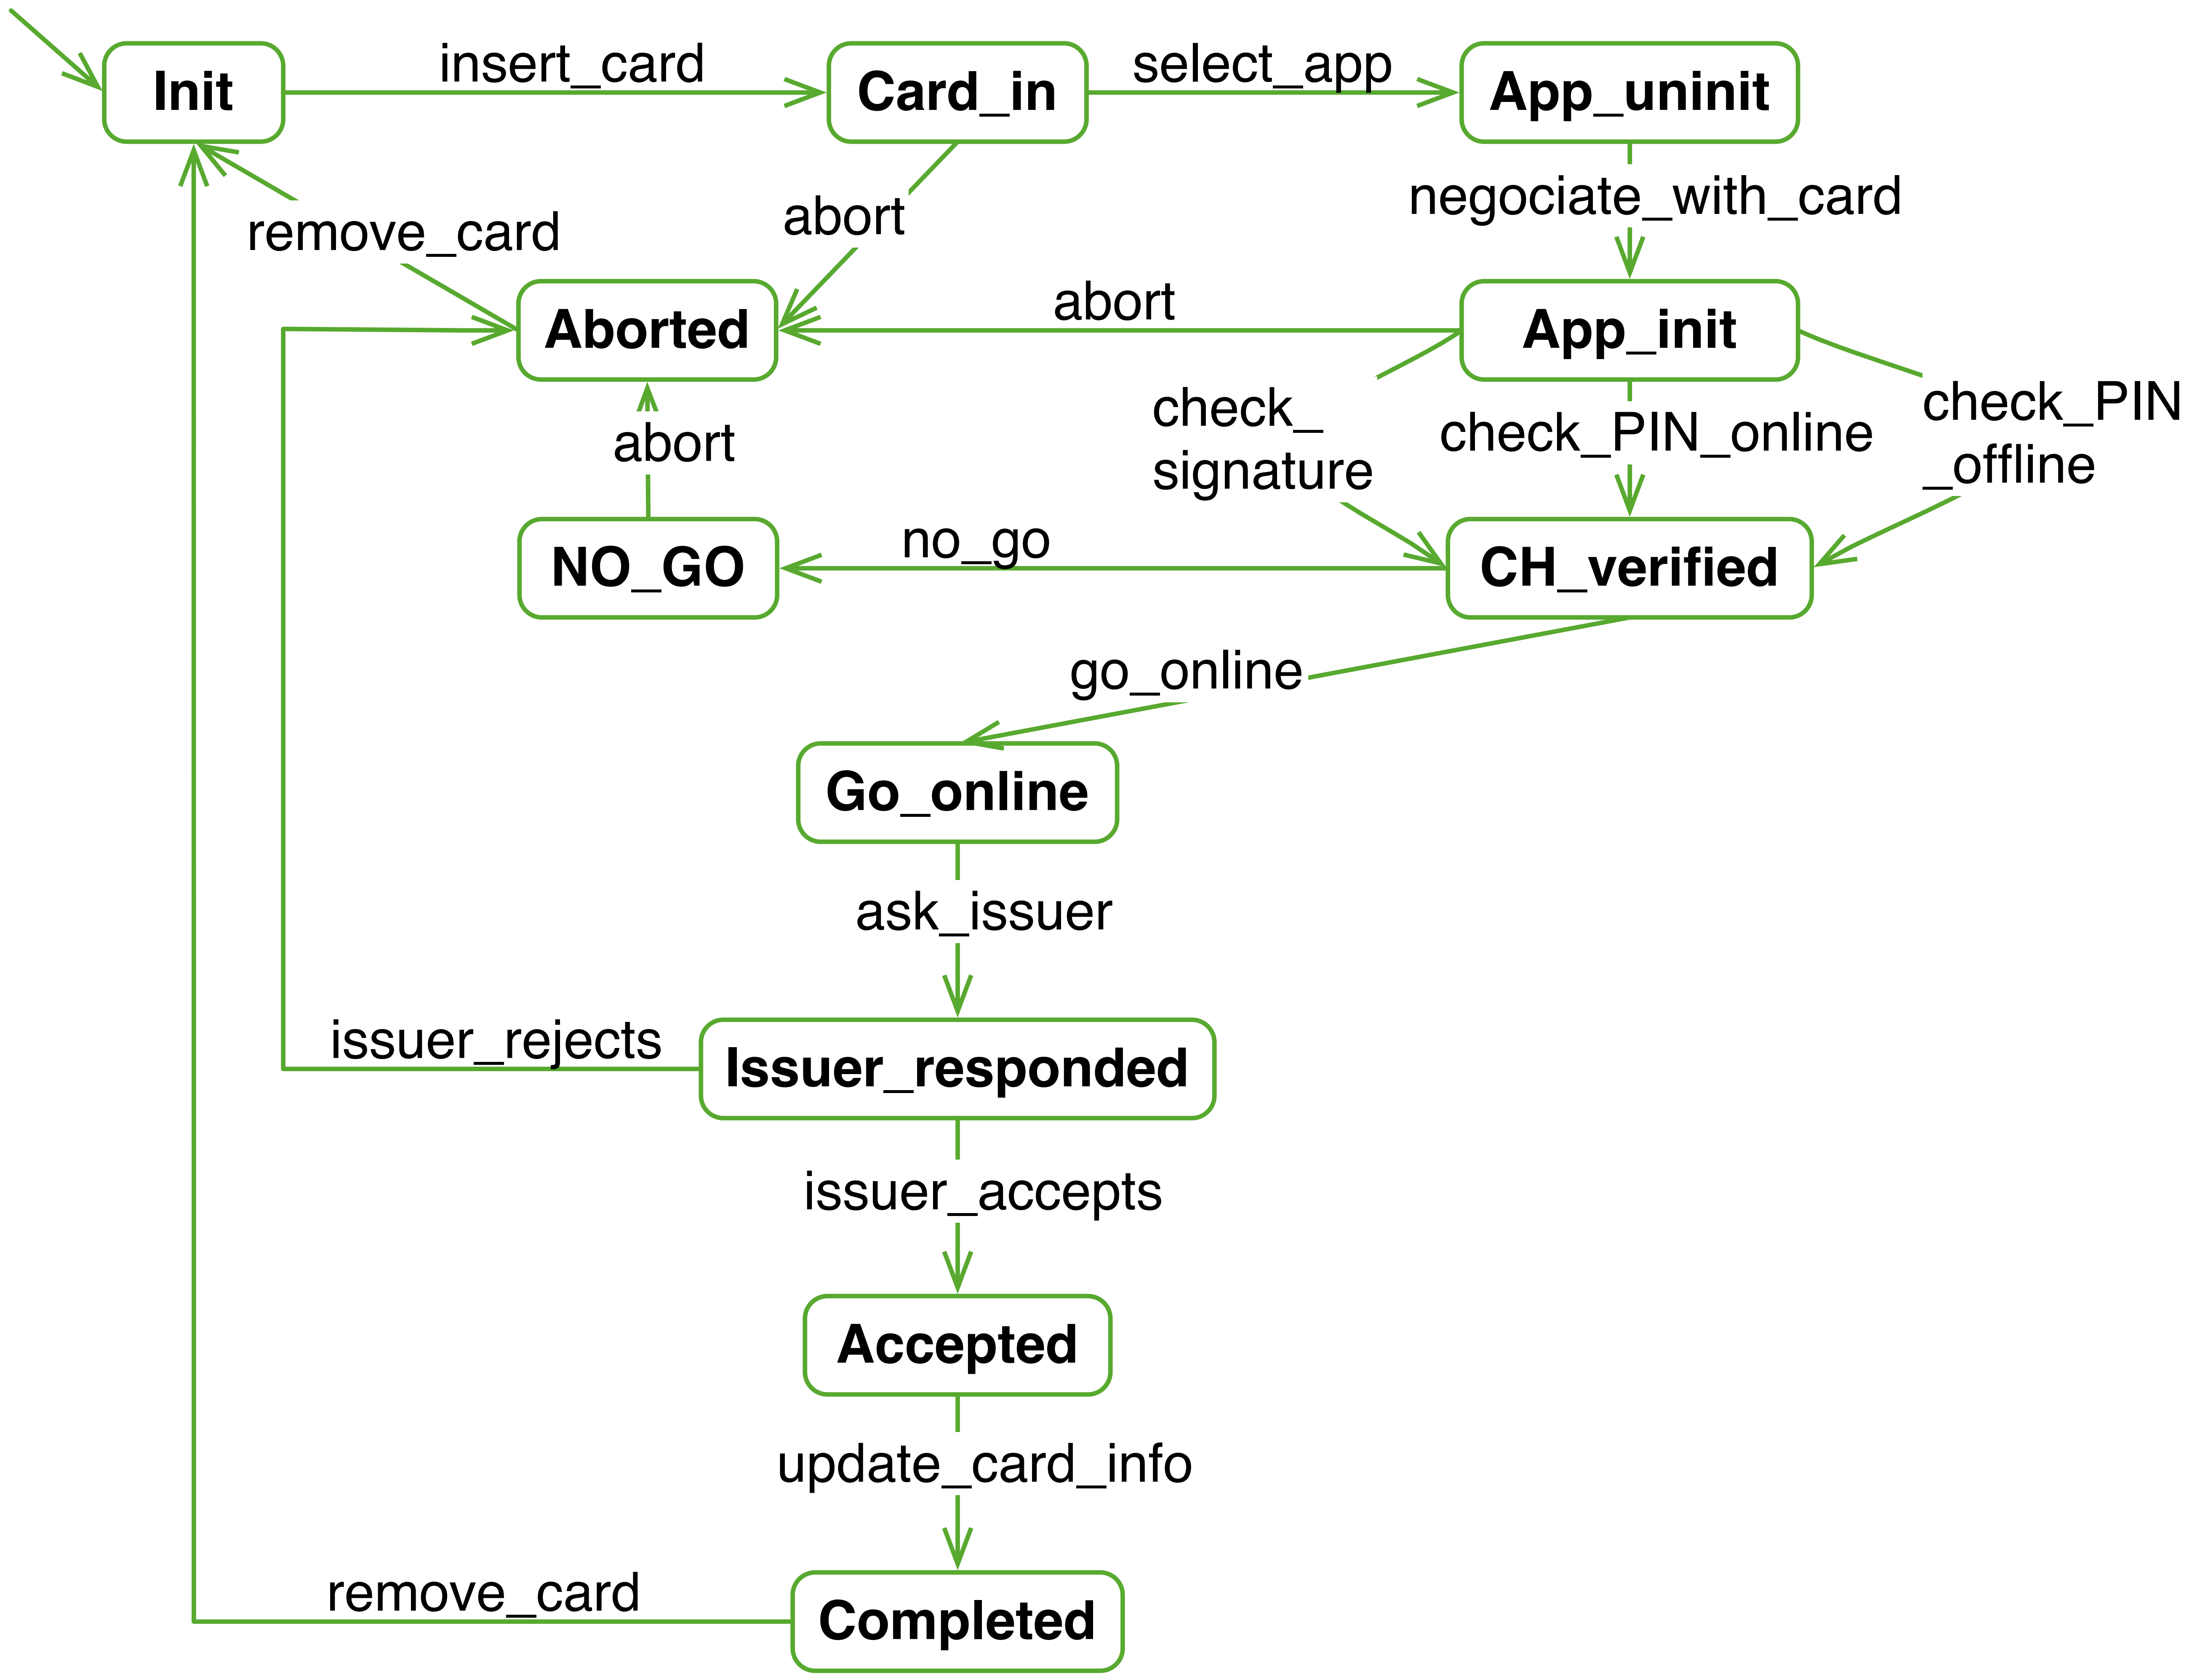 Init
insert_card
Card_in
select_app
App_uninit
remove_card
abort
negociate_with_card
Aborted
abort
App_init
abort
check_
signature
check_PIN_online
check_PIN
_offline
NO_GO
no_go
CH_verified
go_online
Go_online
ask_issuer
issuer_rejects
Issuer_responded
issuer_accepts
Accepted
update_card_info
remove_card
Completed